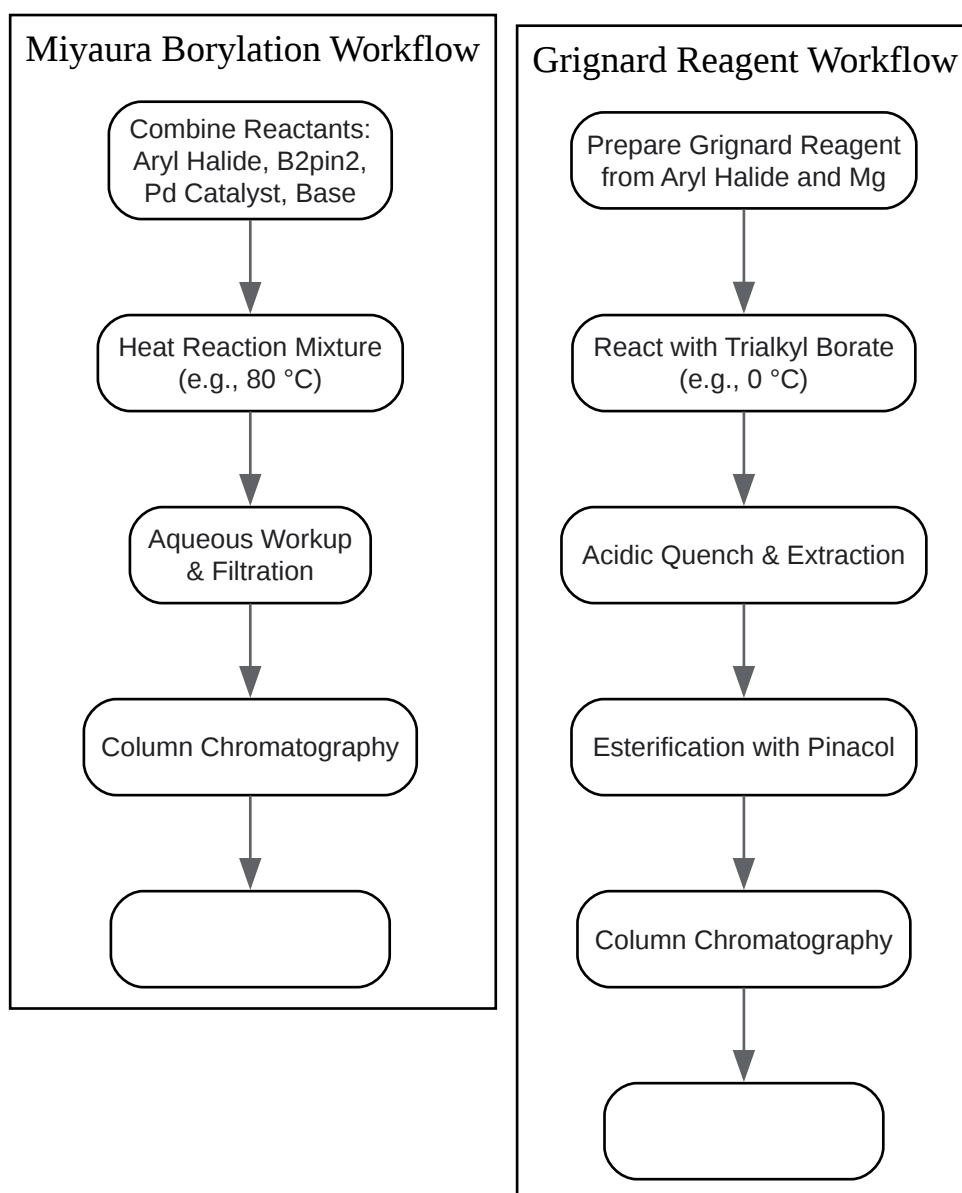 Miyaura Borylation Workflow
Combine Reactants:
Aryl Halide, B2pin2,
Pd Catalyst, Base
Heat Reaction Mixture
(e.g., 80 °C)
Aqueous Workup
& Filtration
Column Chromatography
Grignard Reagent Workflow
Prepare Grignard Reagent
from Aryl Halide and Mg
React with Trialkyl Borate
(e.g., 0 °C)
Acidic Quench & Extraction
Esterification with Pinacol
Column Chromatography